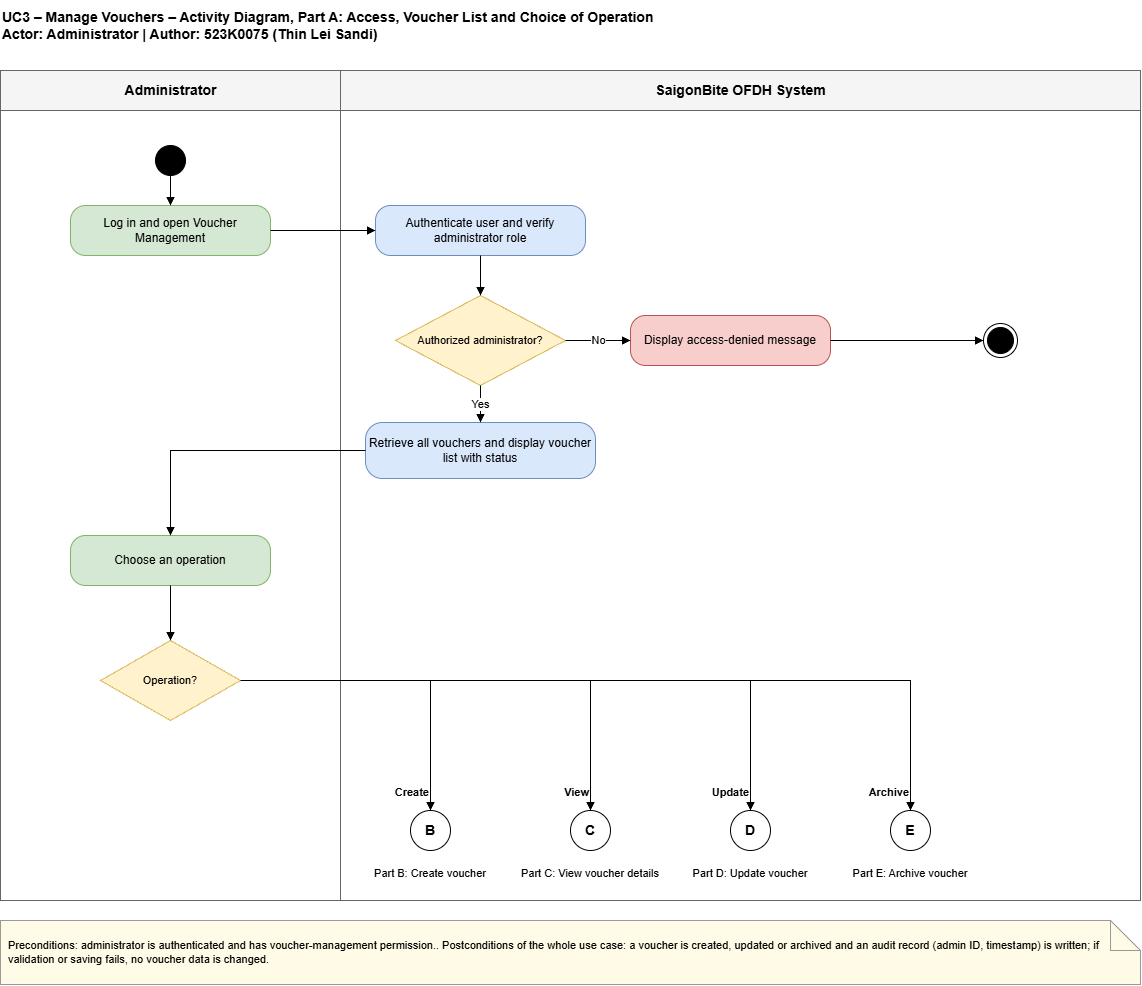 UC3 – Manage Vouchers – Activity Diagram, Part A: Access, Voucher List and Choice of Operation
Actor: Administrator | Author: 523K0075 (Thin Lei Sandi)
Administrator
SaigonBite OFDH System
Log in and open Voucher
Management
Authenticate user and verify
administrator role
Authorized administrator?
No
Display access-denied message
Yes
Retrieve all vouchers and display voucher
list with status
Choose an operation
Operation?
Create
View
Update
Archive
B
C
D
E
Part B: Create voucher
Part C: View voucher details
Part D: Update voucher
Part E: Archive voucher
Preconditions: administrator is authenticated and has voucher-management permission.. Postconditions of the whole use case: a voucher is created, updated or archived and an audit record (admin ID, timestamp) is written; if
validation or saving fails, no voucher data is changed.